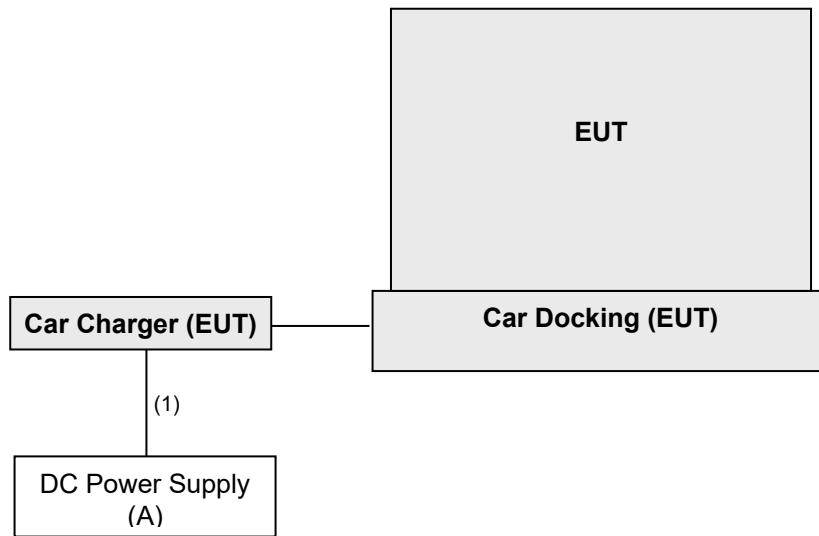 EUT
Car Docking (EUT)
Car Charger (EUT)
(1)
DC Power Supply
(A)